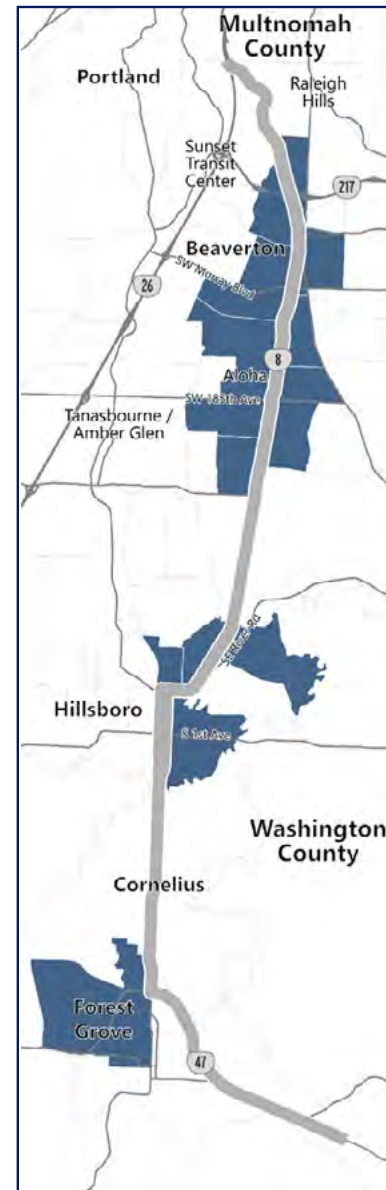 Multnomah
County
Portland
Raleigh
Hills
Sunset
Transit
Center
217
Beaverton
SW Murray Blvd
26
8
Aloha
SW 185th Ave
Tanasbourne /
Amber Glen
Hillsboro
S 1st Ave
Washington
County
Cornelius
Forest
Grove
47